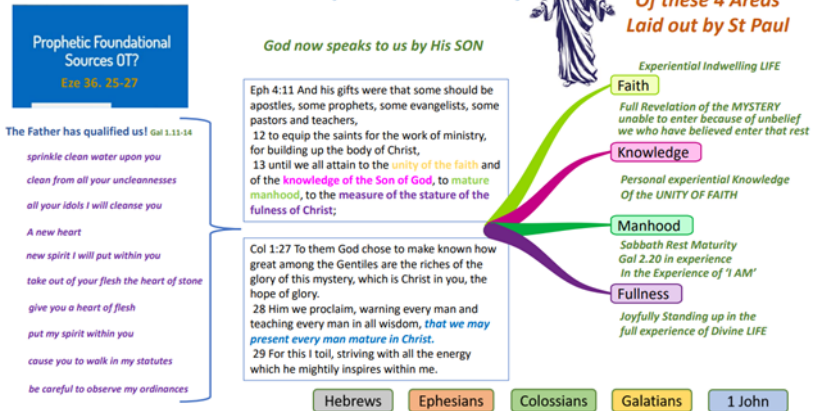 Of these 4 Areas
Laid out by St Paul
Prophetic Foundational
Sources OT?
Eze 36. 25-27
God now speaks to us by His SON
The Father has qualified us! Gal 1.11-14
sprinkle clean water upon you
clean from all your uncleannesses
all your idols I will cleanse you
A new heart
new spirit I will put within you
take out of your flesh the heart of stone
give you a heart of flesh
put my spirit within you
cause you to walk in my statutes
be careful to observe my ordinances
Eph 4:11 And his gifts were that some should be
apostles, some prophets, some evangelists, some
pastors and teachers,
12 to equip the saints for the work of ministry,
for building up the body of Christ,
13 until we all attain to the unity of the faith and
of the knowledge of the Son of God, to mature
manhood, to the measure of the stature of the
fulness of Christ;
Col 1:27 To them God chose to make known how
great among the Gentiles are the riches of the
glory of this mystery, which is Christ in you, the
hope of glory.
28 Him we proclaim, warning every man and
teaching every man in all wisdom, that we may
present every man mature in Christ.
29 For this I toil, striving with all the energy
which he mightily inspires within me.
Experiential Indwelling LIFE
Faith
Full Revelation of the MYSTERY
unable to enter because of unbelief
we who have believed enter that rest
Knowledge
Personal experiential Knowledge
Of the UNITY OF FAITH
Manhood
Sabbath Rest Maturity
Gal 2.20 in experience
In the Experience of 'I AM'
Fullness
Joyfully Standing up in the
full experience of Divine LIFE
Hebrews
Ephesians
Colossians
Galatians
1 John